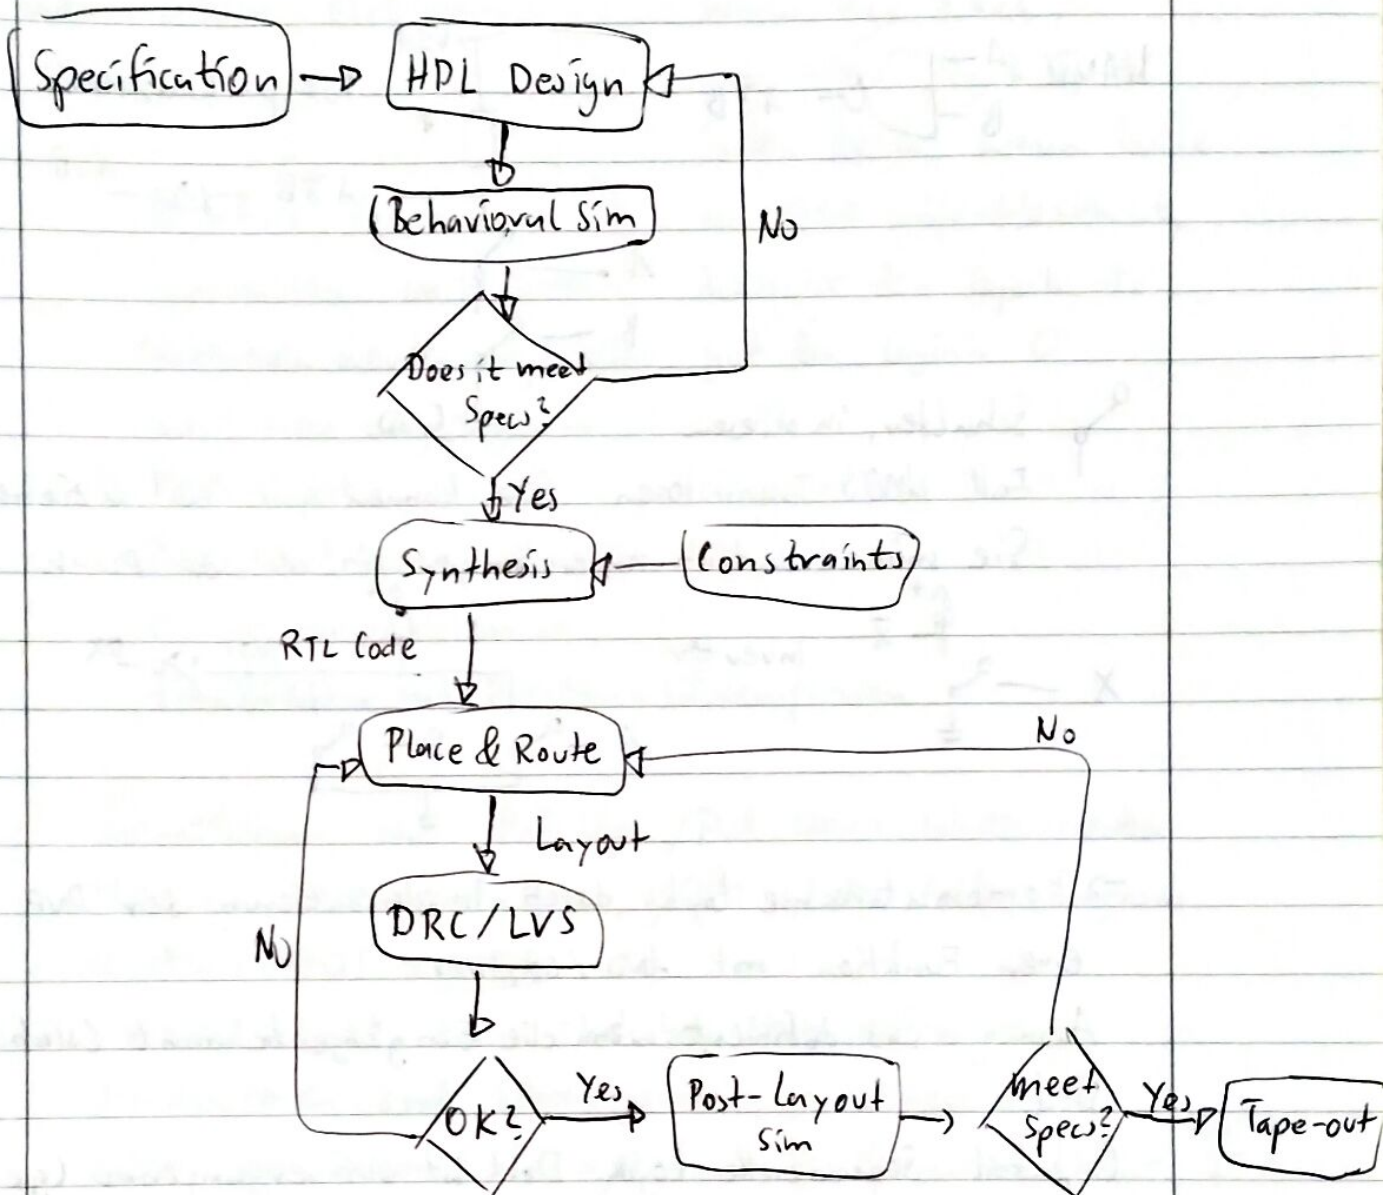 Specification
HDL Design
Behavioral Sim
No
Does it meet
Specs?
Yes
Synthesis
Constraints
RTL Code
Place & Route
No
Layout
DRC/LVS
No
OK?
Yes
Post-Layout
Sim
meet
Specs?
Yes
Tape-out